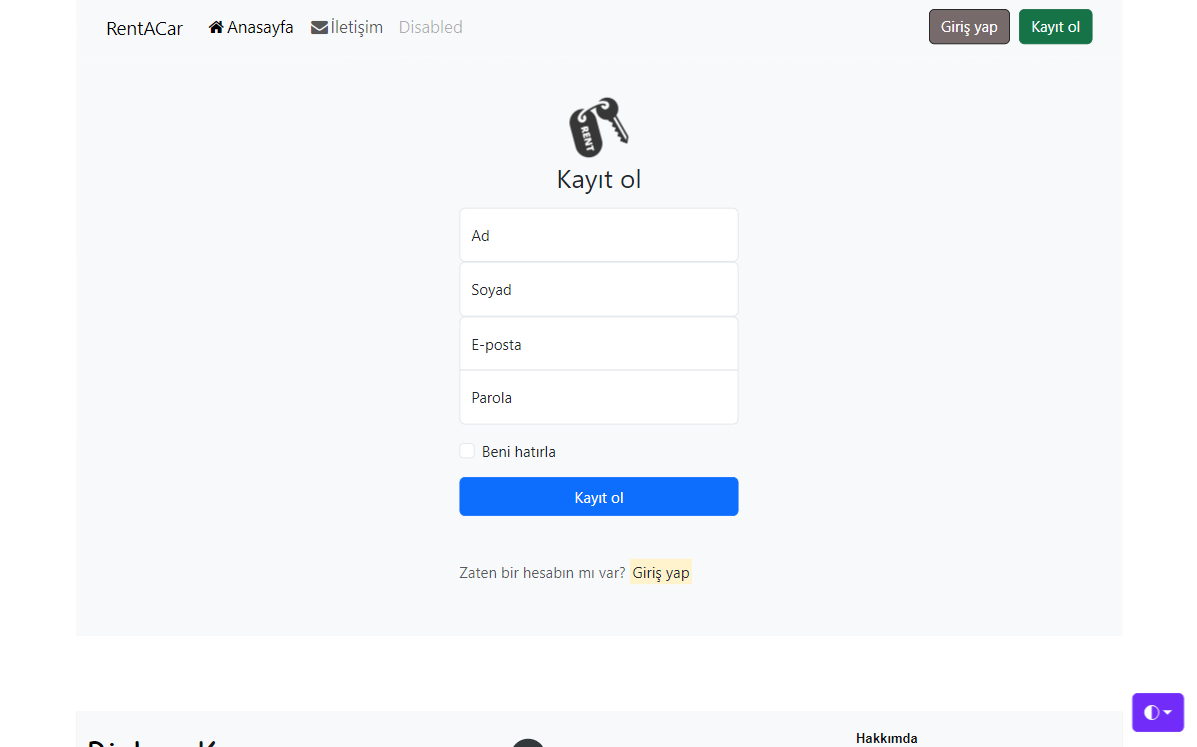 RentACar Anasayfa İletişim Disabled Giriş yap Kayıt ol
RENT
Kayıt ol
Ad
Soyad
E-posta
Parola
Beni hatırla
Kayıt ol
Zaten bir hesabın mı var? Giriş yap
Hakkımda